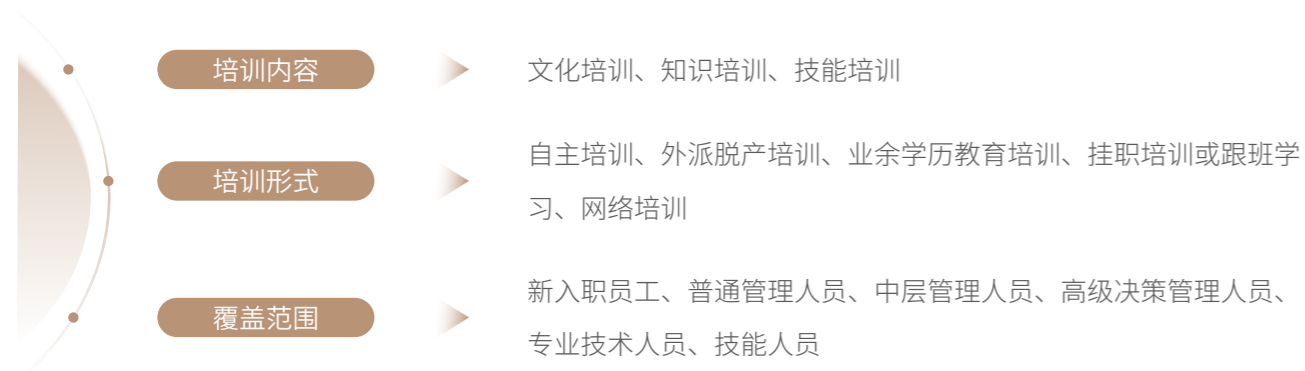 培训内容
文化培训、知识培训、技能培训
培训形式
自主培训、外派脱产培训、业余学历教育培训、挂职培训或跟班学
习、网络培训
覆盖范围
新入职员工、普通管理人员、中层管理人员、高级决策管理人员、
专业技术人员、技能人员